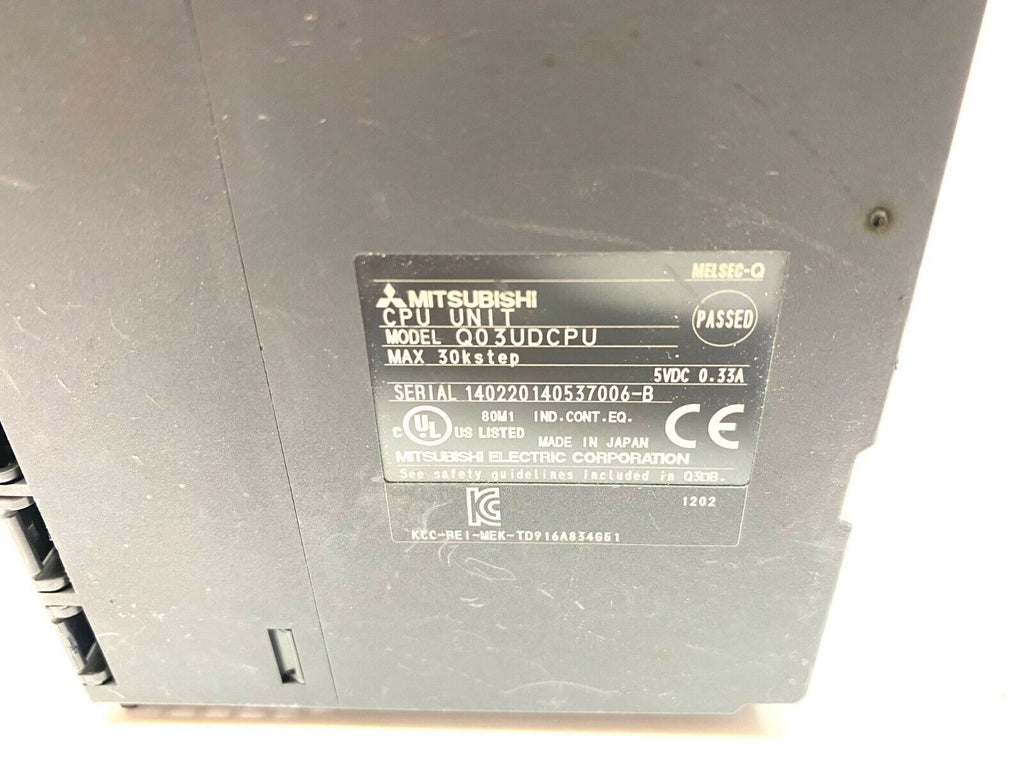 MELSEC-Q
MITSUBISHI
CPU UNIT
PASSED
MODEL Q03UDCPU
MAX 30kstep
5VDC 0.33A
SERIAL 140220140537006-B
80M1 IND.CONT.EQ.
C UL US LISTED
MADE IN JAPAN
CE
MITSUBISHI ELECTRIC CORPORATION
See safety guidelines included in Q3□B.
1202
KCC-REI-MEK-TD916A834G51